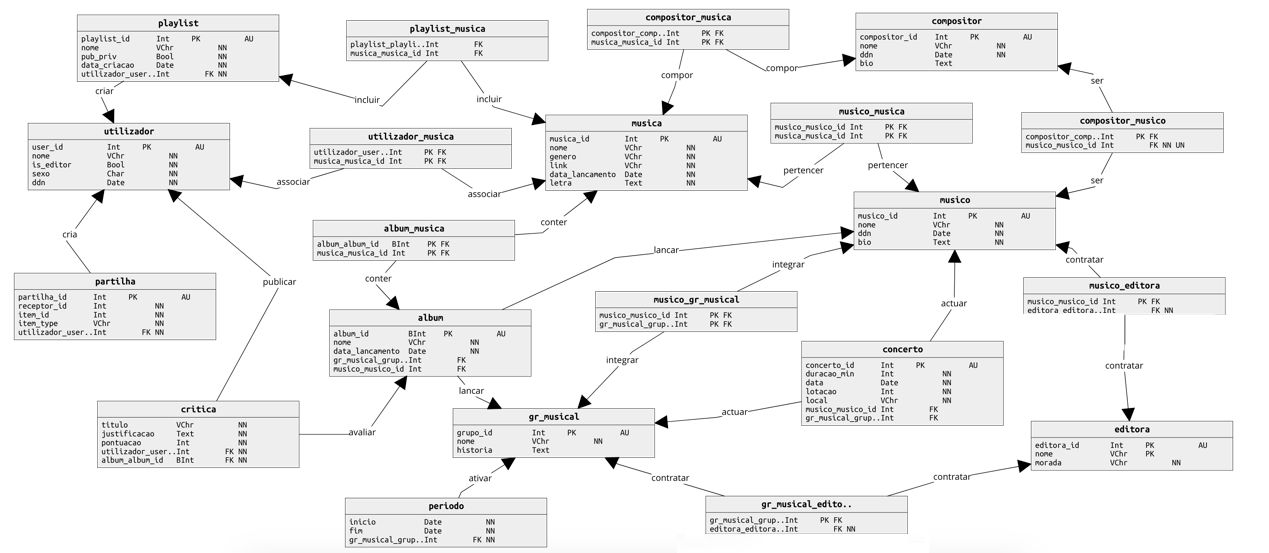 playlist
playlist_id Int PK AU
nome VChr NN
pub_priv Bool NN
data_criacao Date NN
utilizador_user..Int FK NN
playlist_musica
playlist_playli..Int FK
musica_musica_id Int FK
compositor_musica
compositor_comp..Int PK FK
musica_musica_id Int PK FK
compositor
compositor_id Int PK AU
nome VChr NN
ddn Date NN
bio Text
criar
incluir
incluir
compor
compor
ser
utilizador
user_id Int PK AU
nome VChr NN
is_editor Bool NN
sexo Char NN
ddn Date NN
utilizador_musica
utilizador_user..Int PK FK
musica_musica_id Int PK FK
musica
musica_id Int PK AU
nome VChr NN
genero VChr NN
link VChr NN
data_lancamento Date NN
letra Text NN
musico_musica
musico_musico_id Int PK FK
musica_musica_id Int PK FK
compositor_musico
compositor_comp..Int PK FK
musico_musico_id Int FK NN UN
associar
associar
pertencer
pertencer
ser
album_musica
album_album_id BInt PK FK
musica_musica_id Int PK FK
conter
conter
musico
musico_id Int PK AU
nome VChr NN
ddn Date NN
bio Text NN
cria
publicar
lancar
integrar
contratar
partilha
partilha_id Int PK AU
receptor_id Int NN
item_id Int NN
item_type VChr NN
utilizador_user..Int FK NN
album
album_id BInt PK AU
nome VChr NN
data_lancamento Date NN
gr_musical_grup..Int FK
musico_musico_id Int FK
musico_gr_musical
musico_musico_id Int PK FK
gr_musical_grup..Int PK FK
actuar
musico_editora
musico_musico_id Int PK FK
editora_editora..Int FK NN
concerto
concerto_id Int PK AU
duracao_min Int NN
data Date NN
lotacao Int NN
local VChr NN
musico_musico_id Int FK
gr_musical_grup..Int FK
integrar
contratar
lancar
actuar
critica
titulo VChr NN
justificacao Text NN
pontuacao Int NN
utilizador_user..Int FK NN
album_album_id BInt FK NN
avaliar
gr_musical
grupo_id Int PK AU
nome VChr NN
historia Text
editora
editora_id Int PK AU
nome VChr PK
morada VChr NN
ativar
contratar
contratar
periodo
inicio Date NN
fim Date NN
gr_musical_grup..Int FK NN
gr_musical_edito..
gr_musical_grup..Int PK FK
editora_editora..Int FK NN